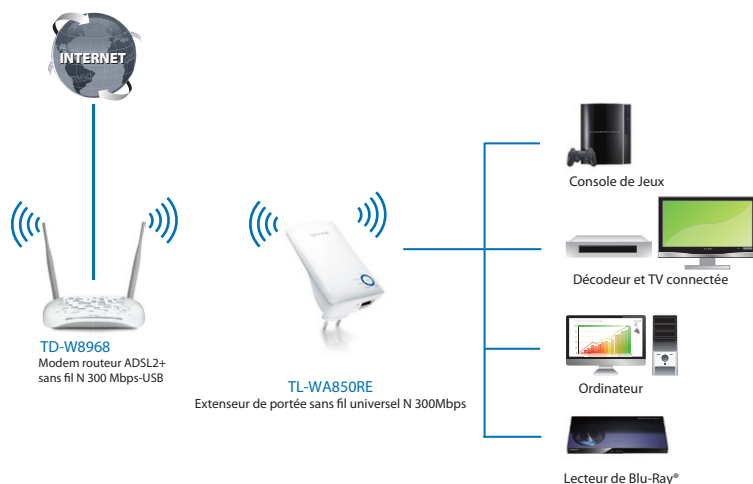 INTERNET
Console de Jeux
Décodeur et TV connectée
TD-W8968
Modem routeur ADSL2+
sans fil N 300 Mbps-USB
TL-WA850RE
Extenseur de portée sans fil universel N 300Mbps
Ordinateur
Lecteur de Blu-Ray®